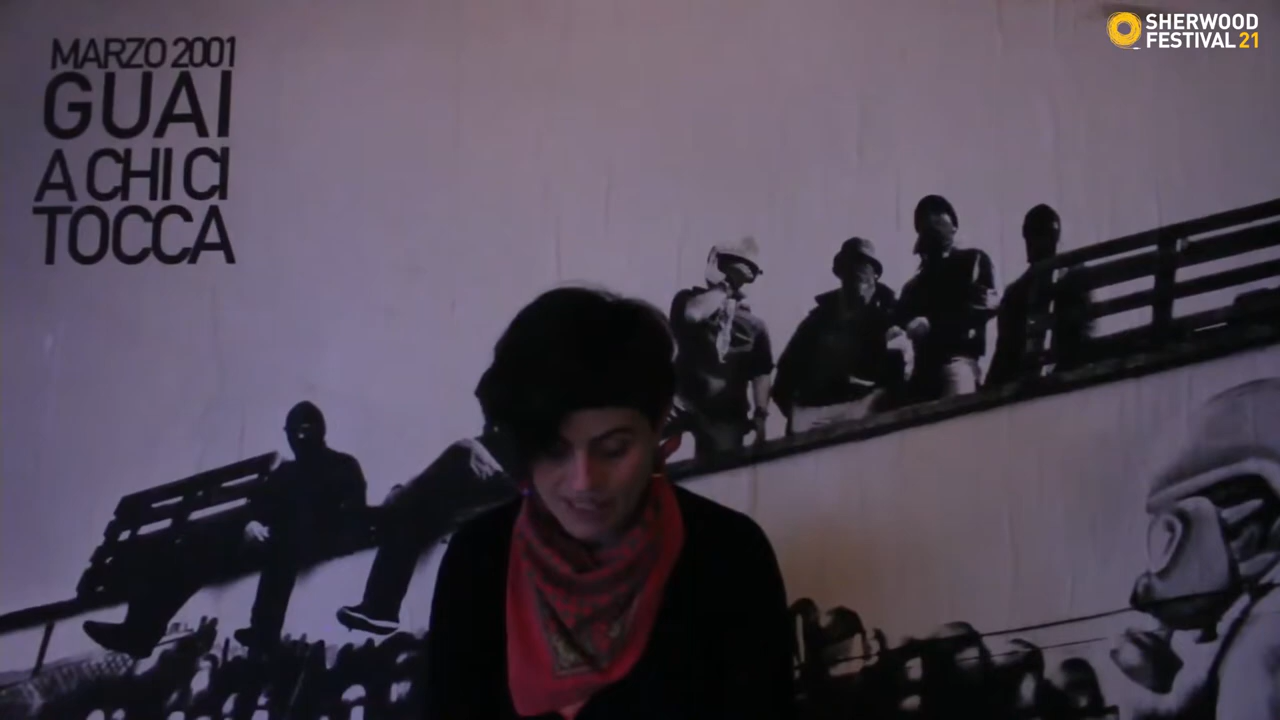 MARZO 2001
GUAI
A CHI CI
TOCCA
SHERWOOD
FESTIVAL 21